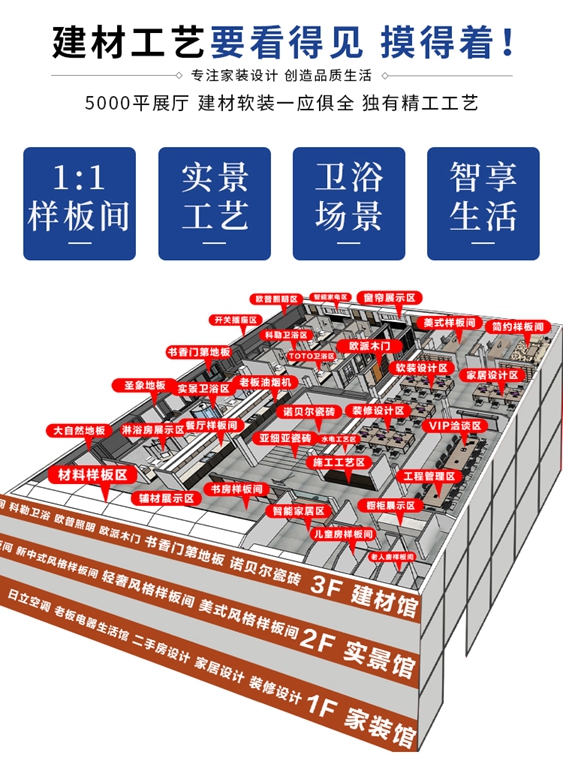 建材工艺要看得见 摸得着！
专注家装设计 创造品质生活
5000平展厅 建材软装一应俱全 独有精工工艺
1:1
样板间
实景
工艺
卫浴
场景
智享
生活
欧普照明区
智能家电区
窗帘展示区
开关插座区
科勒卫浴区
美式样板间
简约样板间
书香门第地板
TOTO卫浴区
欧派木门
软装设计区
家居设计区
圣象地板
实景卫浴区
老板油烟机
诺贝尔瓷砖
装修设计区
大自然地板
淋浴房展示区
餐厅样板间
亚细亚瓷砖
水电工艺区
VIP洽谈区
材料样板区
施工工艺区
工程管理区
辅材展示区
书房样板间
智能家居区
橱柜展示区
儿童房样板间
老人房样板间
间 科勒卫浴 欧普照明 欧派木门 书香门第地板 诺贝尔瓷砖 3F 建材馆
间 新中式风格样板间 轻奢风格样板间 美式风格样板间 2F 实景馆
日立空调 老板电器生活馆 二手房设计 家居设计 装修设计 1F 家装馆